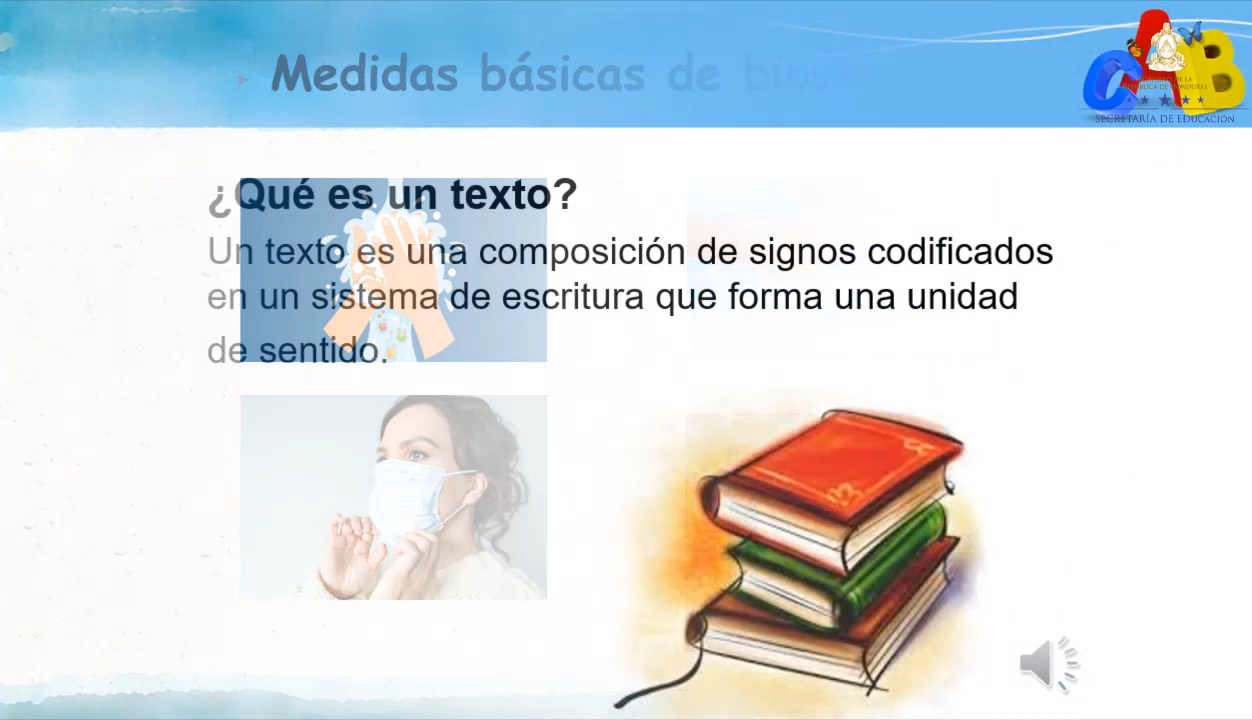 Medidas básicas de biose
¿Qué es un texto?
Un texto es una composición de signos codificados
en un sistema de escritura que forma una unidad
de sentido.
SECRETARÍA DE EDUCACIÓN